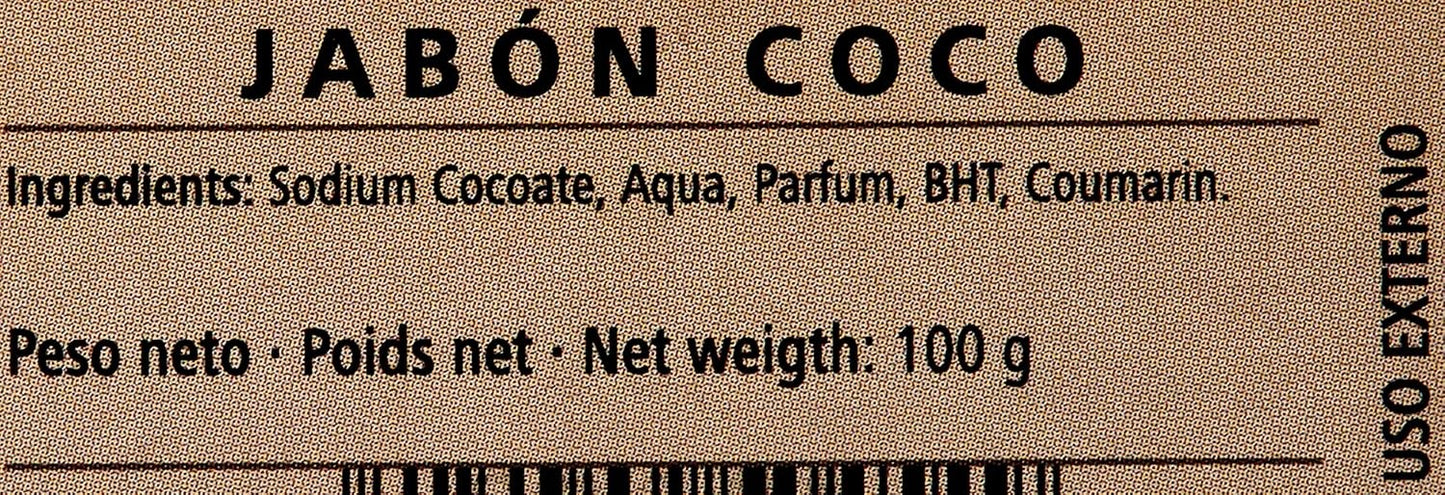 JABÓN COCO
Ingredients: Sodium Cocoate, Aqua, Parfum, BHT, Coumarin.
Peso neto · Poids net · Net weigth: 100 g
USO EXTERNO